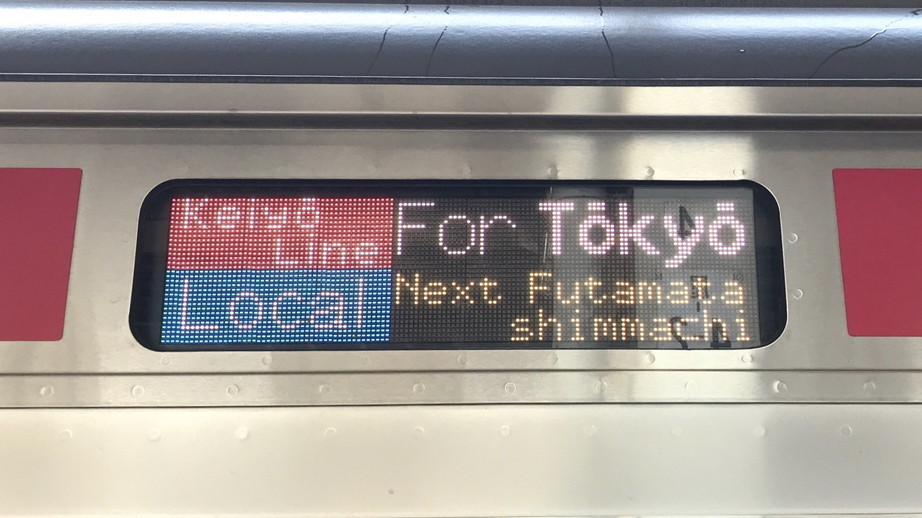 Keiyō
Line
Local
For Tōkyō
Next Futamata
shimmachi